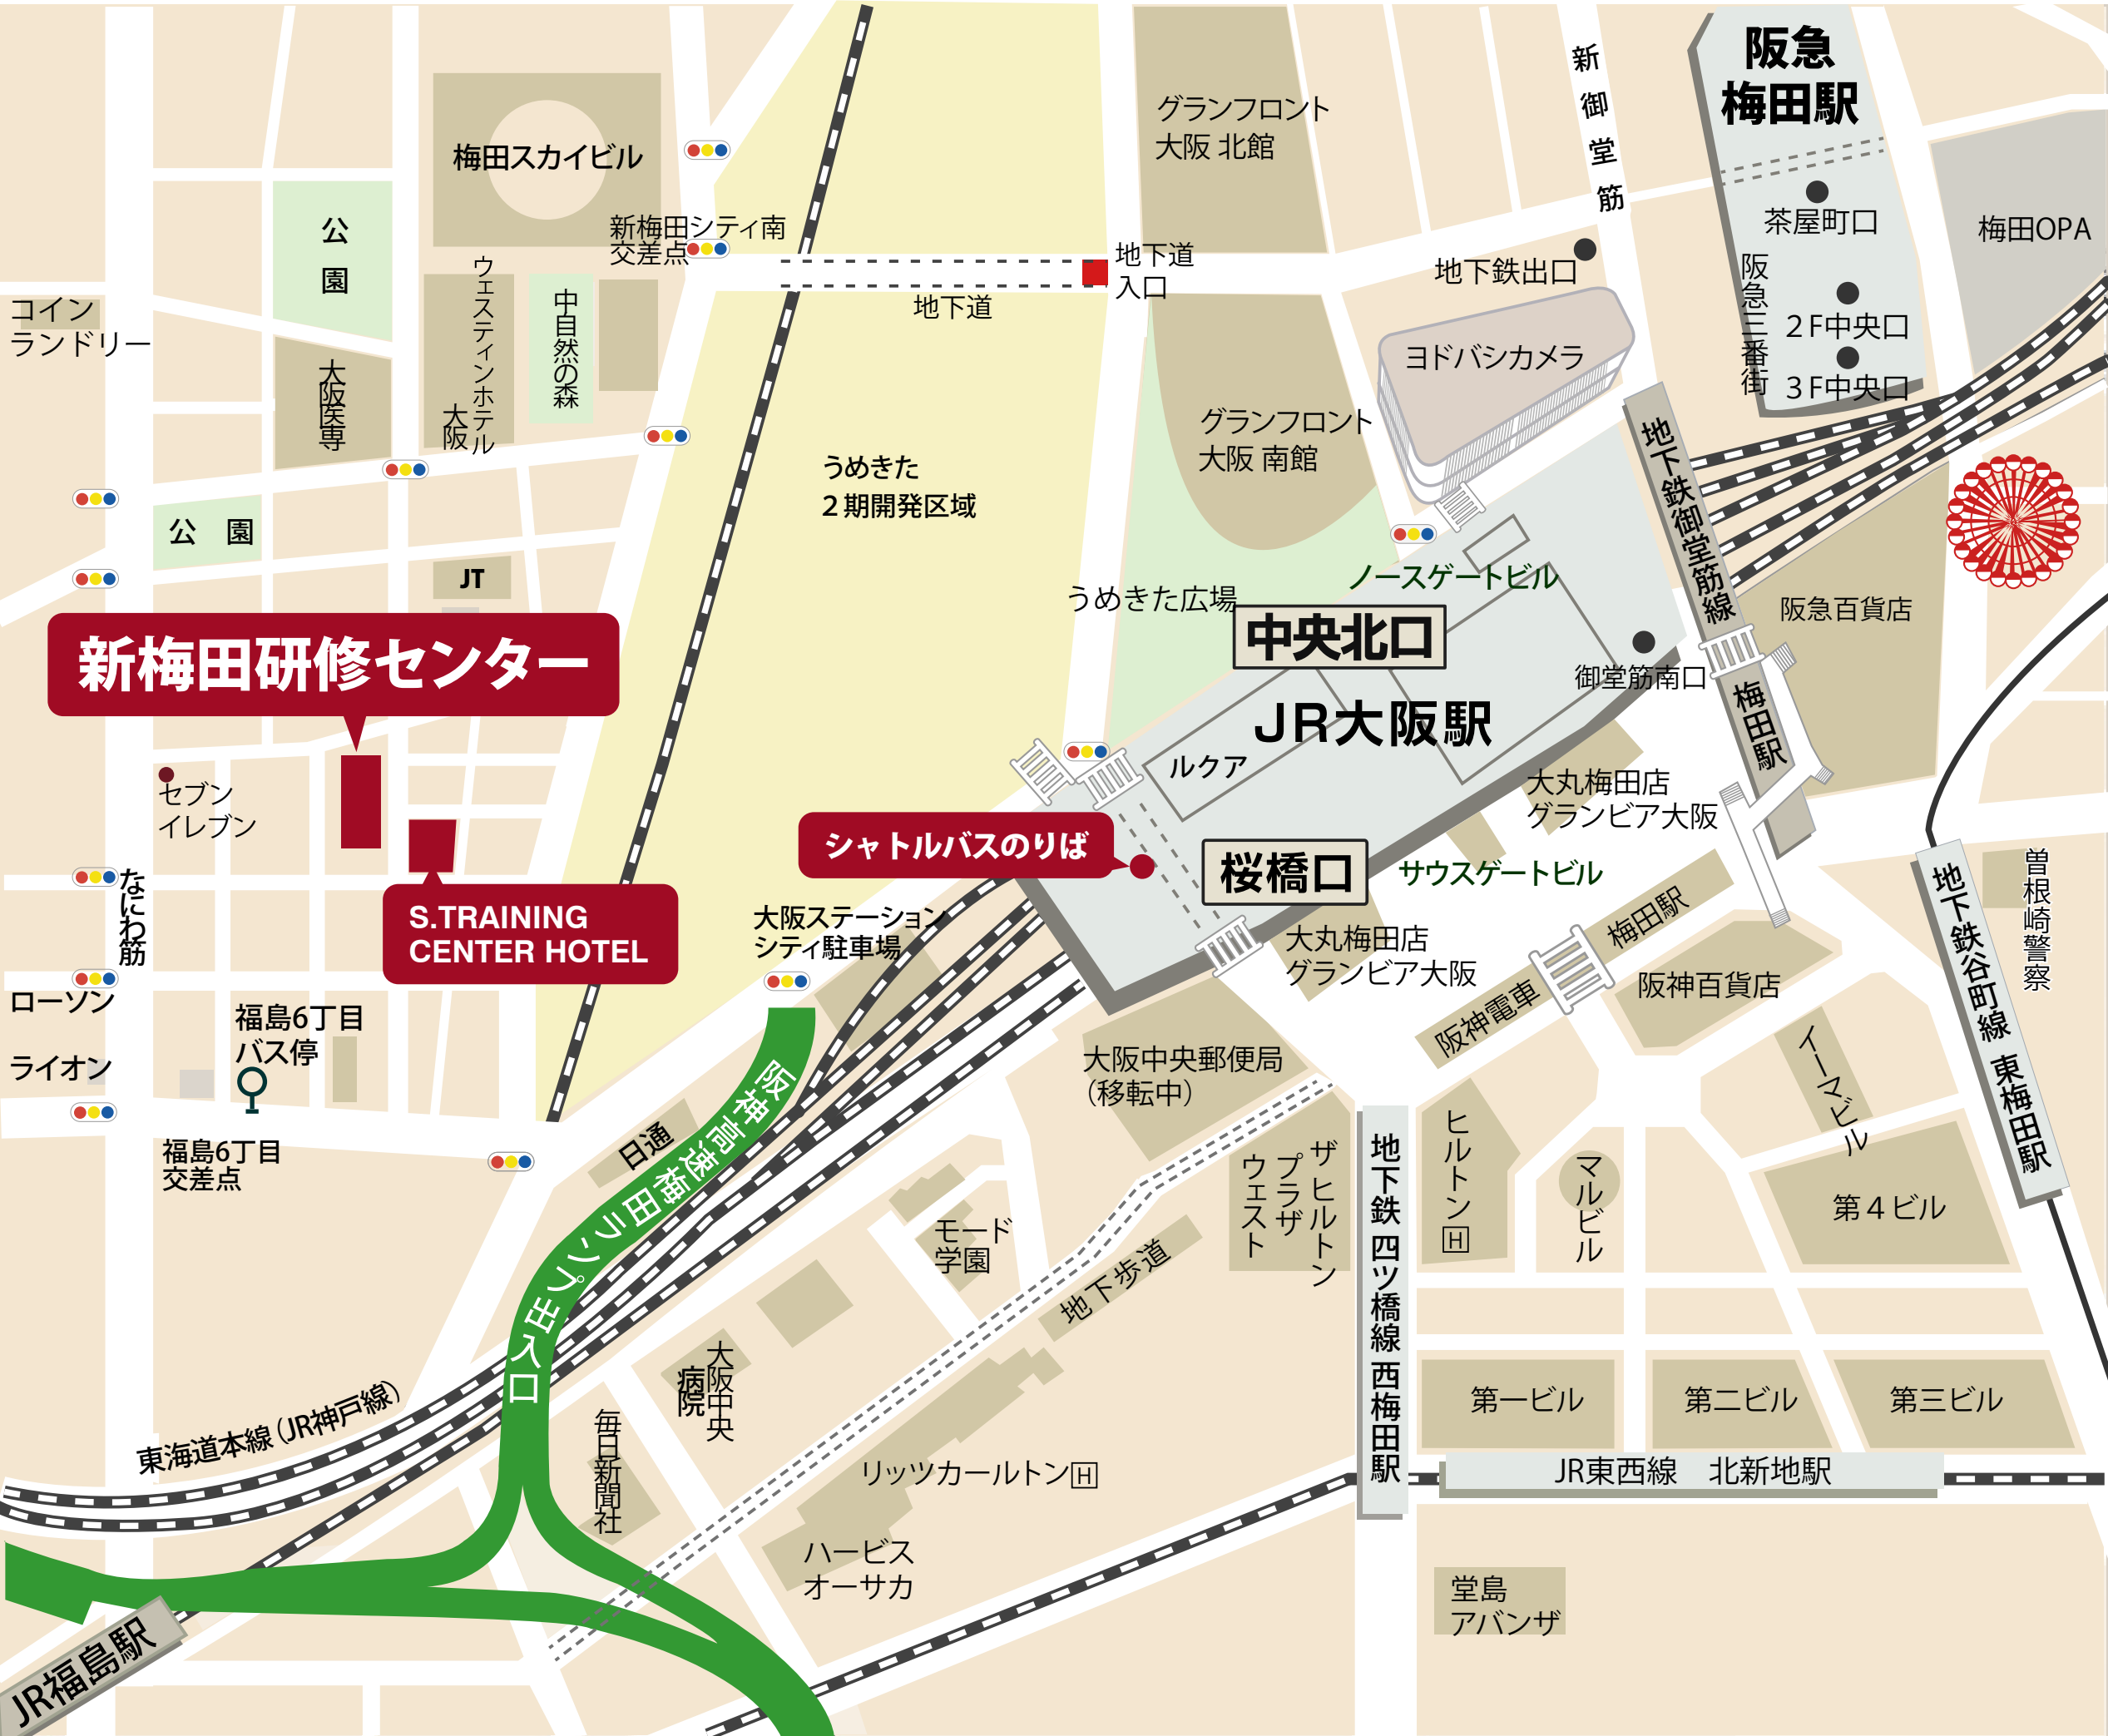 阪急
梅田駅
新御堂筋
グランフロント
大阪 北館
梅田スカイビル
公園
新梅田シティ南
交差点
茶屋町口
梅田OPA
地下道
入口
地下鉄出口
阪急三番街
2F中央口
3F中央口
コイン
ランドリー
ウェスティンホテル
大阪
中自然の森
地下道
ヨドバシカメラ
大阪医専
グランフロント
大阪 南館
うめきた
2期開発区域
地下鉄御堂筋線
梅田駅
公園
JT
ノースゲートビル
うめきた広場
阪急百貨店
中央北口
新梅田研修センター
御堂筋南口
JR大阪駅
ルクア
大丸梅田店
グランビア大阪
セブン
イレブン
シャトルバスのりば
桜橋口
サウスゲートビル
なにわ筋
S.TRAINING
CENTER HOTEL
大阪ステーション
シティ駐車場
大丸梅田店
グランビア大阪
梅田駅
阪神電車
阪神百貨店
曽根崎警察
地下鉄谷町線 東梅田駅
ローソン
ライオン
福島6丁目
バス停
福島6丁目
交差点
日通
阪神高速梅田ランプ出入口
大阪中央郵便局
(移転中)
イーマビル
ヒルトンH
マルビル
ザヒルトン
プラザ
ウェスト
地下鉄 四ツ橋線 西梅田駅
第4ビル
モード
学園
地下歩道
大阪中央
病院
毎日新聞社
東海道本線(JR神戸線)
リッツカールトンH
第一ビル
第二ビル
第三ビル
JR東西線 北新地駅
ハービス
オーサカ
堂島
アバンザ
JR福島駅